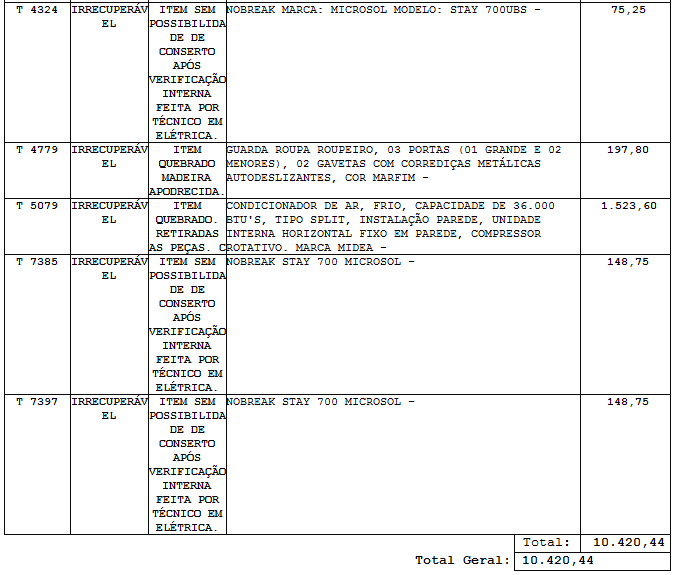 T 4324 IRRECUPERÁV ITEM SEM NOBREAK MARCA: MICROSOL MODELO: STAY 700UBS – 75,25
EL POSSIBILIDA
DE DE
CONSERTO
APÓS
VERIFICAÇÃO
INTERNA
FEITA POR
TÉCNICO EM
ELÉTRICA.
T 4779 IRRECUPERÁV ITEM GUARDA ROUPA ROUPEIRO, 03 PORTAS (01 GRANDE E 02 197,80
EL QUEBRADO MENORES), 02 GAVETAS COM CORREDIÇAS METÁLICAS
MADEIRA AUTODESLIZANTES, COR MARFIM –
APODRECIDA.
T 5079 IRRECUPERÁV ITEM CONDICIONADOR DE AR, FRIO, CAPACIDADE DE 36.000 1.523,60
EL QUEBRADO. BTU'S, TIPO SPLIT, INSTALAÇÃO PAREDE, UNIDADE
RETIRADAS INTERNA HORIZONTAL FIXO EM PAREDE, COMPRESSOR
AS PEÇAS. C ROTATIVO. MARCA MIDEA –
T 7385 IRRECUPERÁV ITEM SEM NOBREAK STAY 700 MICROSOL – 148,75
EL POSSIBILIDA
DE DE
CONSERTO
APÓS
VERIFICAÇÃO
INTERNA
FEITA POR
TÉCNICO EM
ELÉTRICA.
T 7397 IRRECUPERÁV ITEM SEM NOBREAK STAY 700 MICROSOL – 148,75
EL POSSIBILIDA
DE DE
CONSERTO
APÓS
VERIFICAÇÃO
INTERNA
FEITA POR
TÉCNICO EM
ELÉTRICA.
Total: 10.420,44
Total Geral: 10.420,44